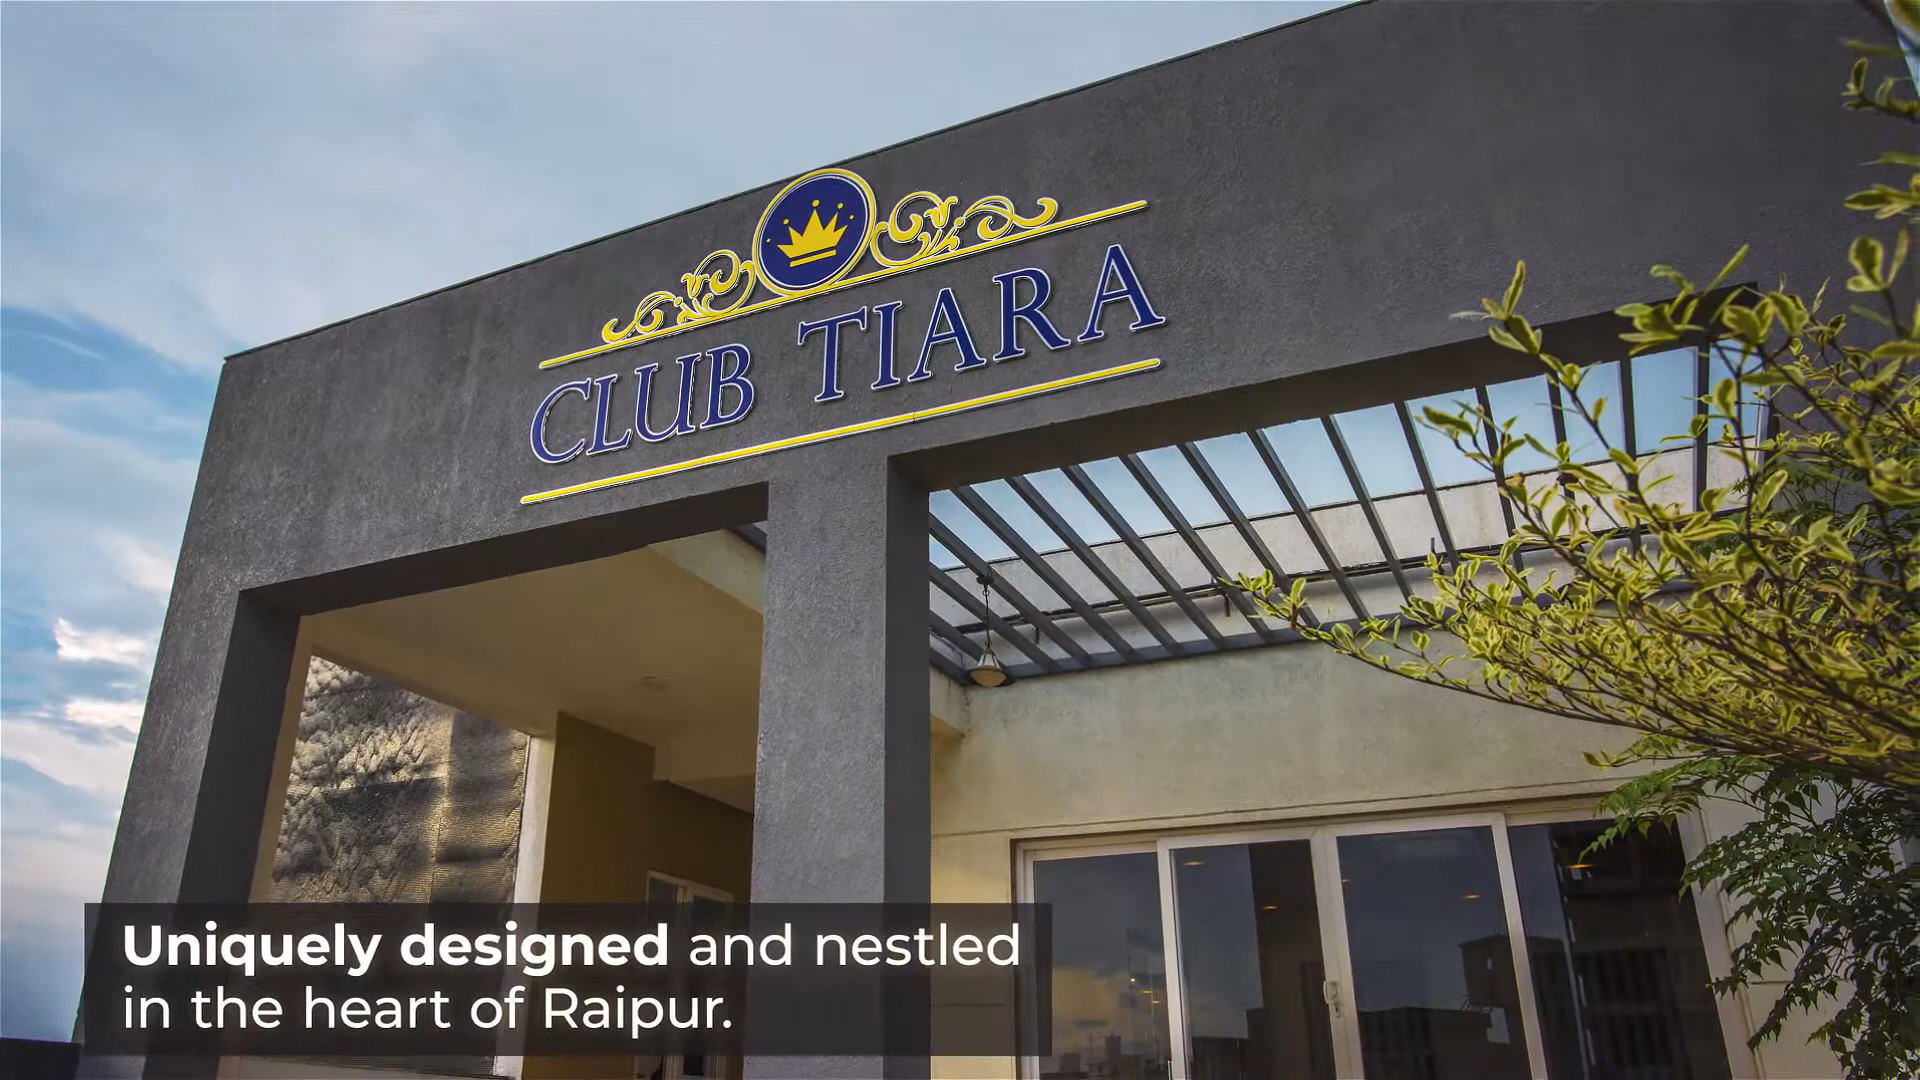 CLUB TIARA
Uniquely designed and nestled
in the heart of Raipur.